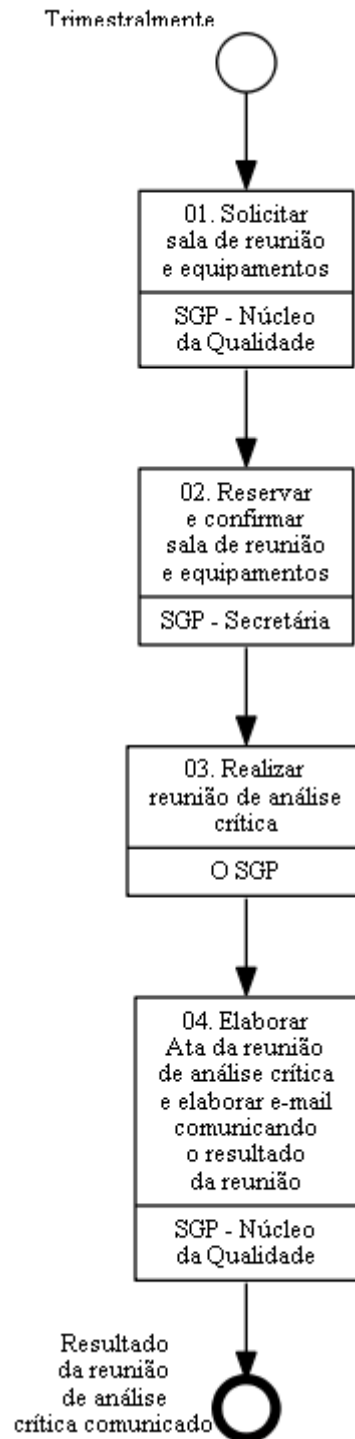 Trimestralmente
01. Solicitar
sala de reunião
e equipamentos
SGP - Núcleo
da Qualidade
02. Reservar
e confirmar
sala de reunião
e equipamentos
SGP - Secretária
03. Realizar
reunião de análise
crítica
O SGP
04. Elaborar
Ata da reunião
de análise crítica
e elaborar e-mail
comunicando
o resultado
da reunião
SGP - Núcleo
da Qualidade
Resultado
da reunião
de análise
crítica comunicado